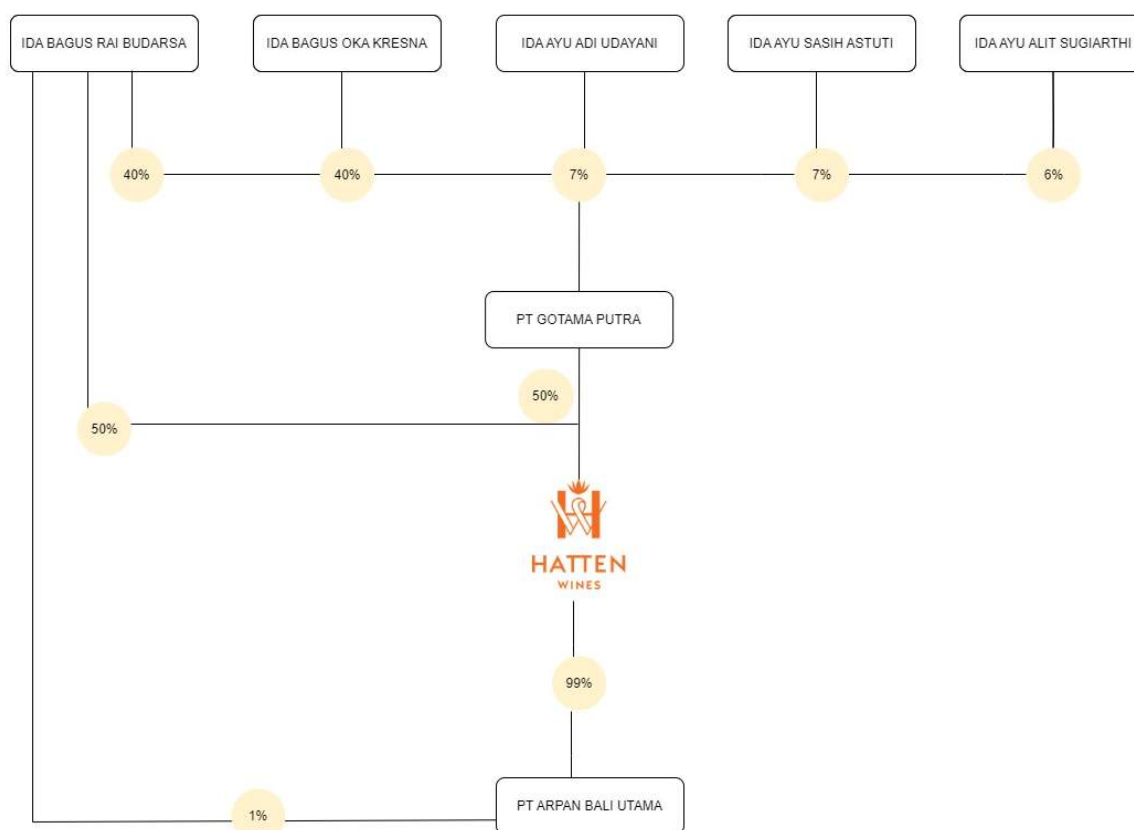 IDA BAGUS RAI BUDARSA
IDA BAGUS OKA KRESNA
IDA AYU ADI UDAYANI
IDA AYU SASIH ASTUTI
IDA AYU ALIT SUGIARTHI
40%
40%
7%
7%
6%
PT GOTAMA PUTRA
50%
50%
HATTEN
WINES
99%
PT ARPAN BALI UTAMA
1%